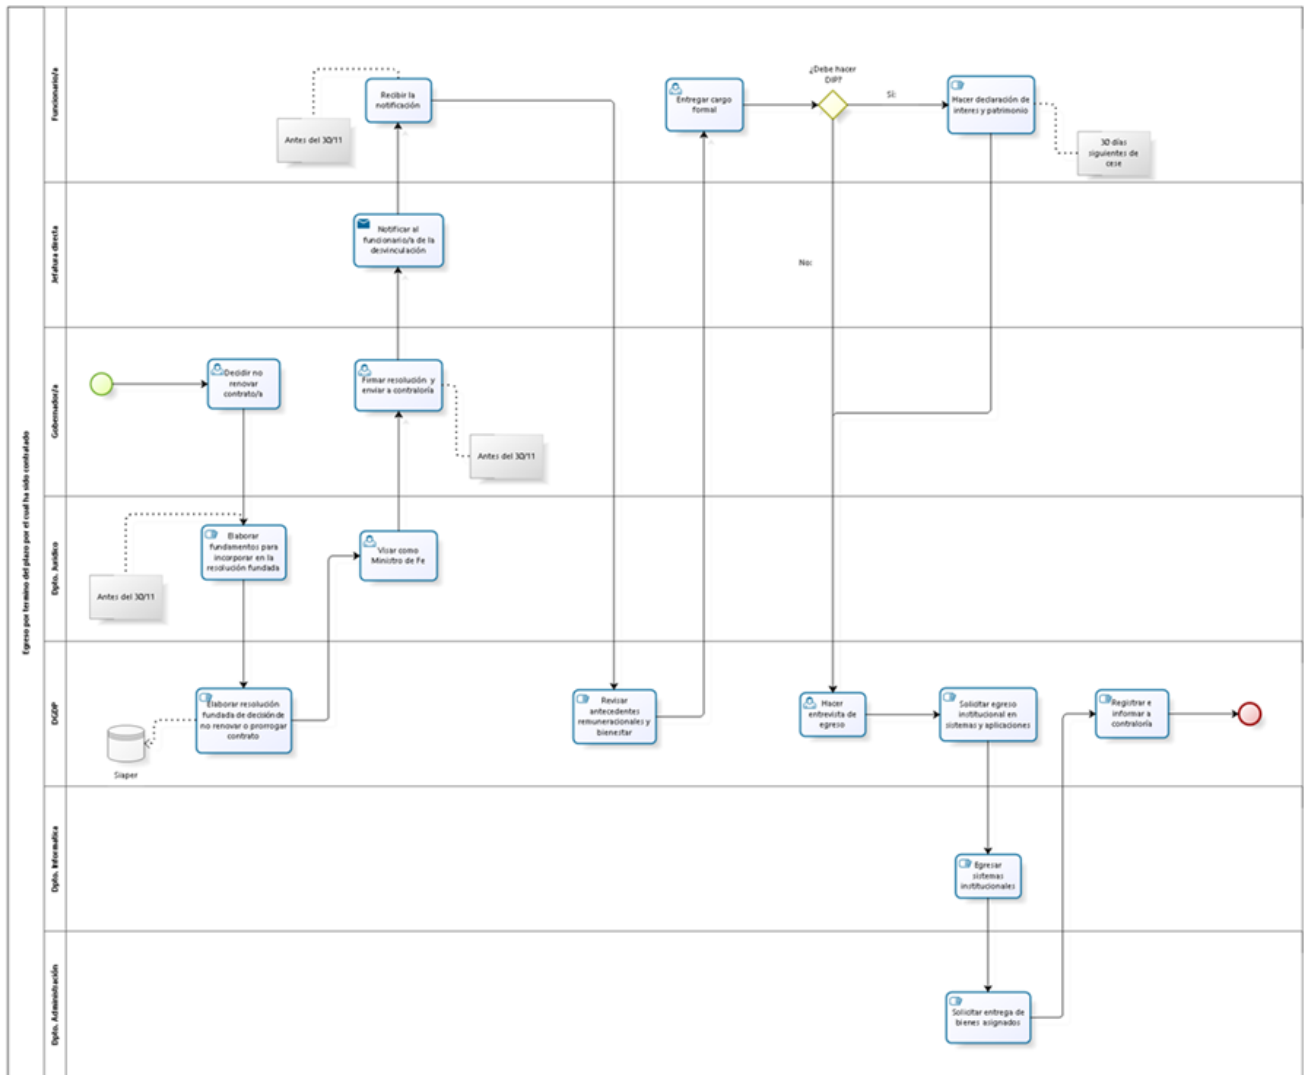 Egreso por termino del plazo por el cual ha sido contratado
Funcionario/a
Recibir la
notificación
Antes del 30/11
Entregar cargo
formal
¿Debe hacer
DIP?
Sí:
Hacer declaración de
interes y patrimonio
30 días
siguientes de
cese
Jefatura directa
Notificar al
funcionario/a de la
desvinculación
No:
Gobernador/a
Decidir no
renovar
contrato/a
Firmar resolución y
enviar a contraloría
Antes del 30/11
Dpto. Jurídico
Elaborar
fundamentos para
incorporar en la
resolución fundada
Antes del 30/11
Visar como
Ministro de Fe
DGDP
Elaborar resolución
fundada de decisión de
no renovar o prorrogar
contrato
Siaper
Revisar
antecedentes
remuneracionales y
bienestar
Hacer
entrevista de
egreso
Solicitar egreso
institucional en
sistemas y aplicaciones
Registrar e
informar a
contraloría
Dpto. Informatica
Egresar
sistemas
institucionales
Dpto. Administración
Solicitar entrega de
bienes asignados